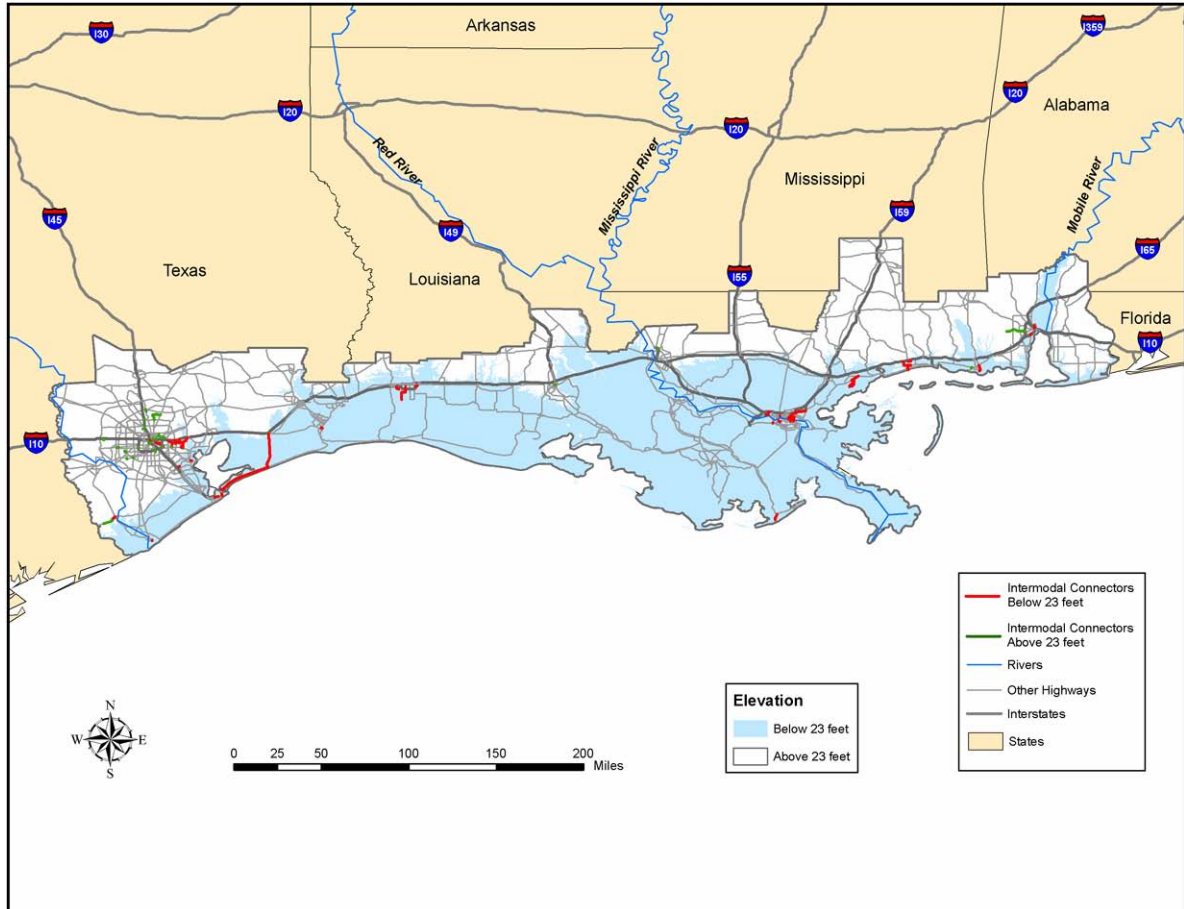 Arkansas
I30
I359
I20
I20
I20
Alabama
Red River
Mississippi River
Mississippi
Mobile River
I45
I49
I59
I65
Texas
Louisiana
I55
Florida
I10
I10
Intermodal Connectors
Below 23 feet
Intermodal Connectors
Above 23 feet
Rivers
Other Highways
Interstates
States
Elevation
Below 23 feet
Above 23 feet
N
W E
S
0 25 50 100 150 200
Miles